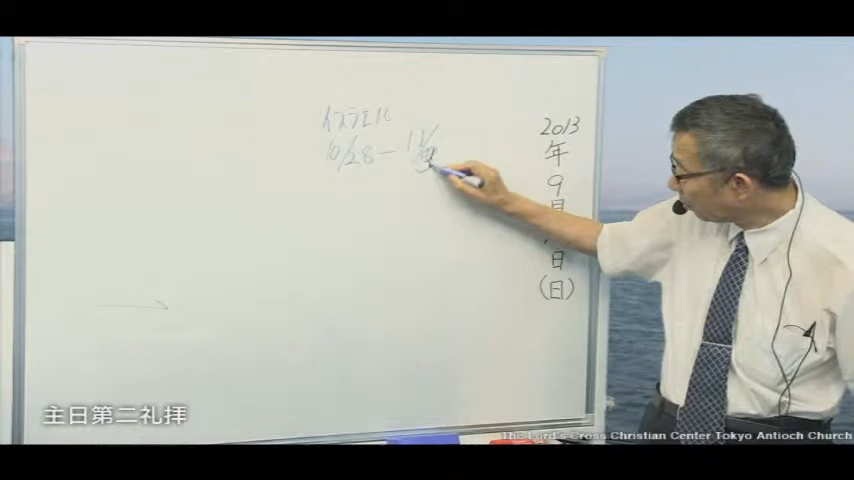 イスラエル
10/28 - 11/
2013
年
9
月
日
(日)
主日第二礼拝
The Lord's Cross Christian Center Tokyo Antioch Church